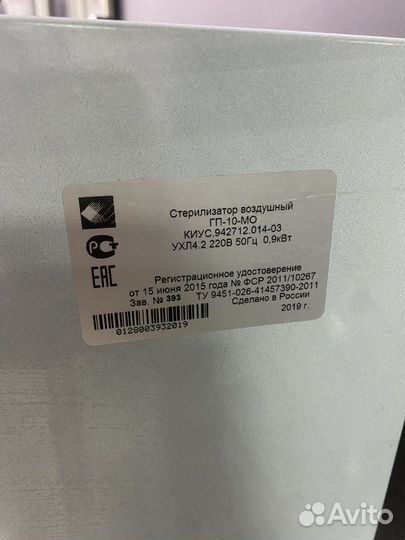 Стерилизатор воздушный
ГП-10-МО
КИУС.942712.014-03
УХЛ4.2 220В 50Гц 0,9кВт
РСТ
ЕАС
Регистрационное удостоверение
от 15 июня 2015 года № ФСР 2011/10267
Зав. № 393 ТУ 9451-026-41457390-2011
Сделано в России
2019 г.
0128003932019
Avito